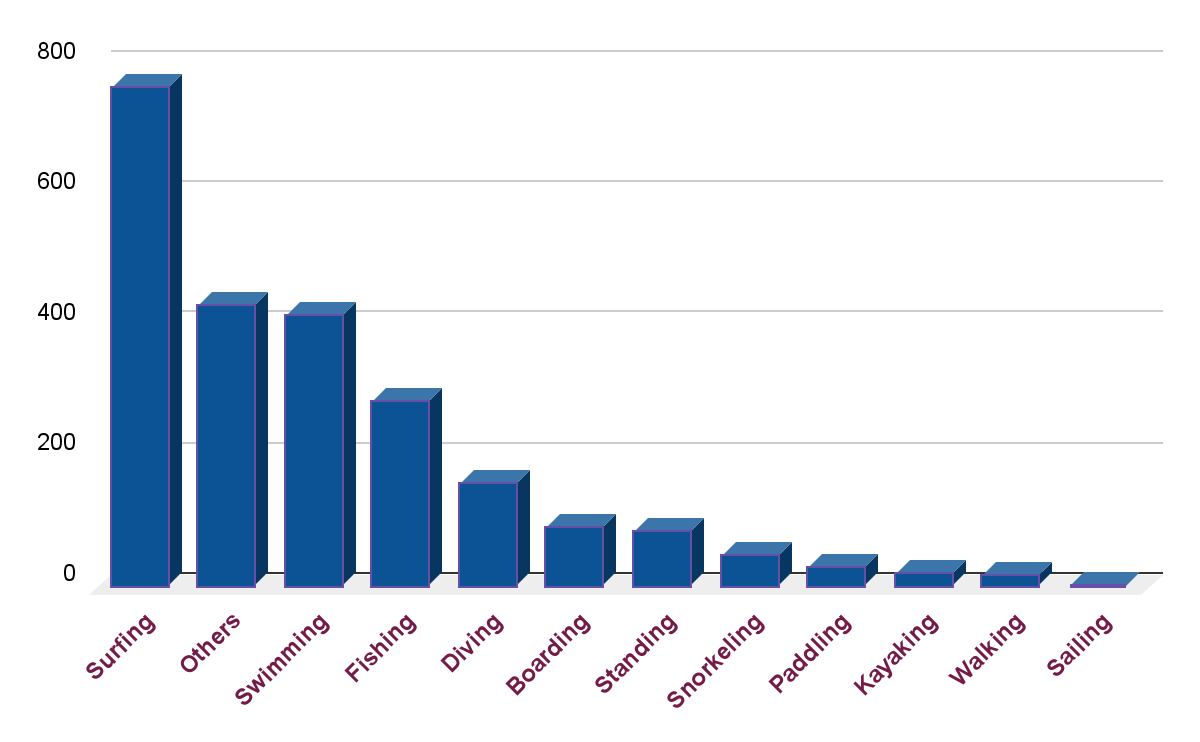 800
600
400
200
0
Surfing
Others
Swimming
Fishing
Diving
Boarding
Standing
Snorkeling
Paddling
Kayaking
Walking
Sailing